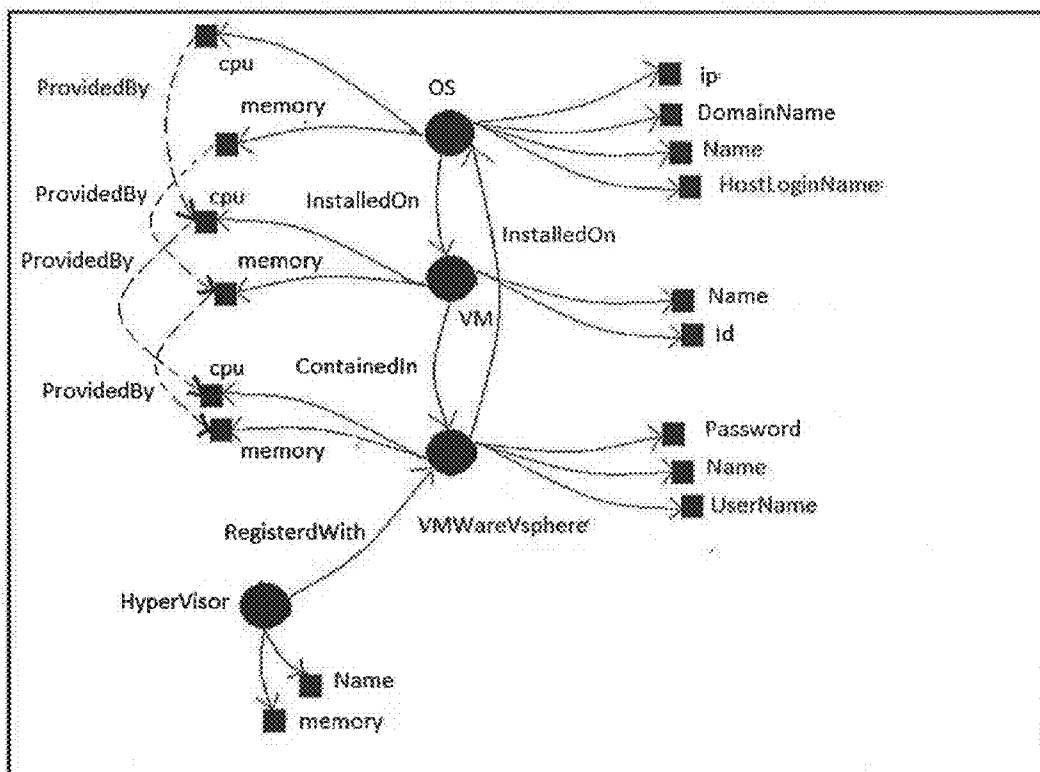 cpu
ProvidedBy
OS
ip
memory
DomainName
Name
HostLoginName
ProvidedBy
cpu
InstalledOn
InstalledOn
ProvidedBy
memory
Name
VM
Id
ContainedIn
cpu
ProvidedBy
Password
memory
Name
UserName
VMWareVsphere
RegisterdWith
HyperVisor
Name
memory